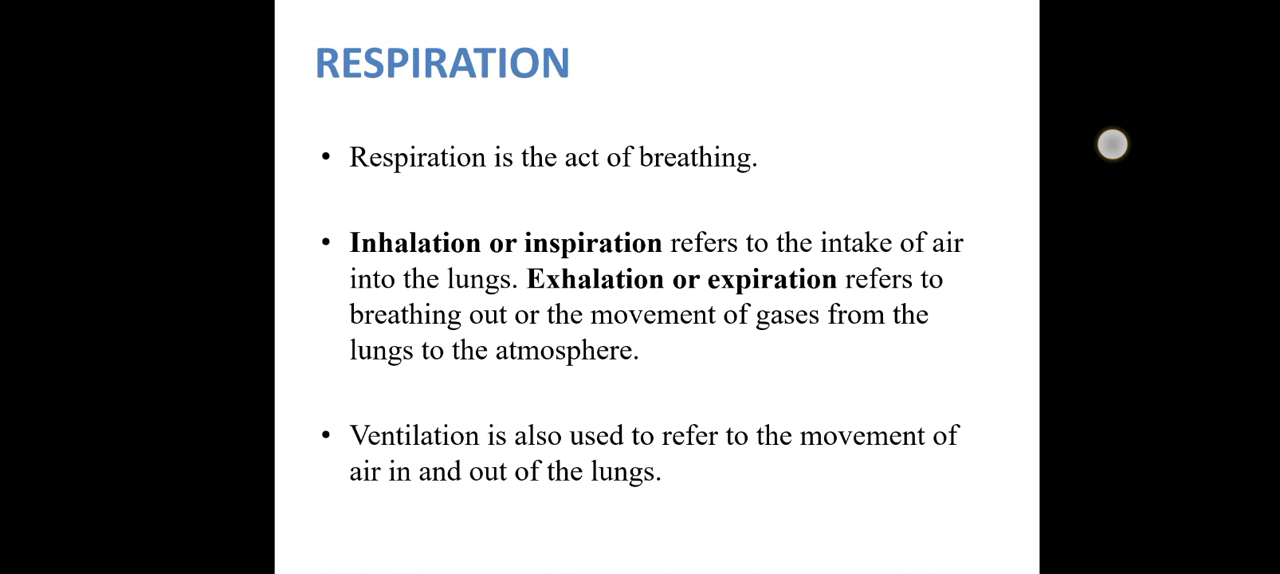 RESPIRATION
• Respiration is the act of breathing.
• Inhalation or inspiration refers to the intake of air
into the lungs. Exhalation or expiration refers to
breathing out or the movement of gases from the
lungs to the atmosphere.
• Ventilation is also used to refer to the movement of
air in and out of the lungs.